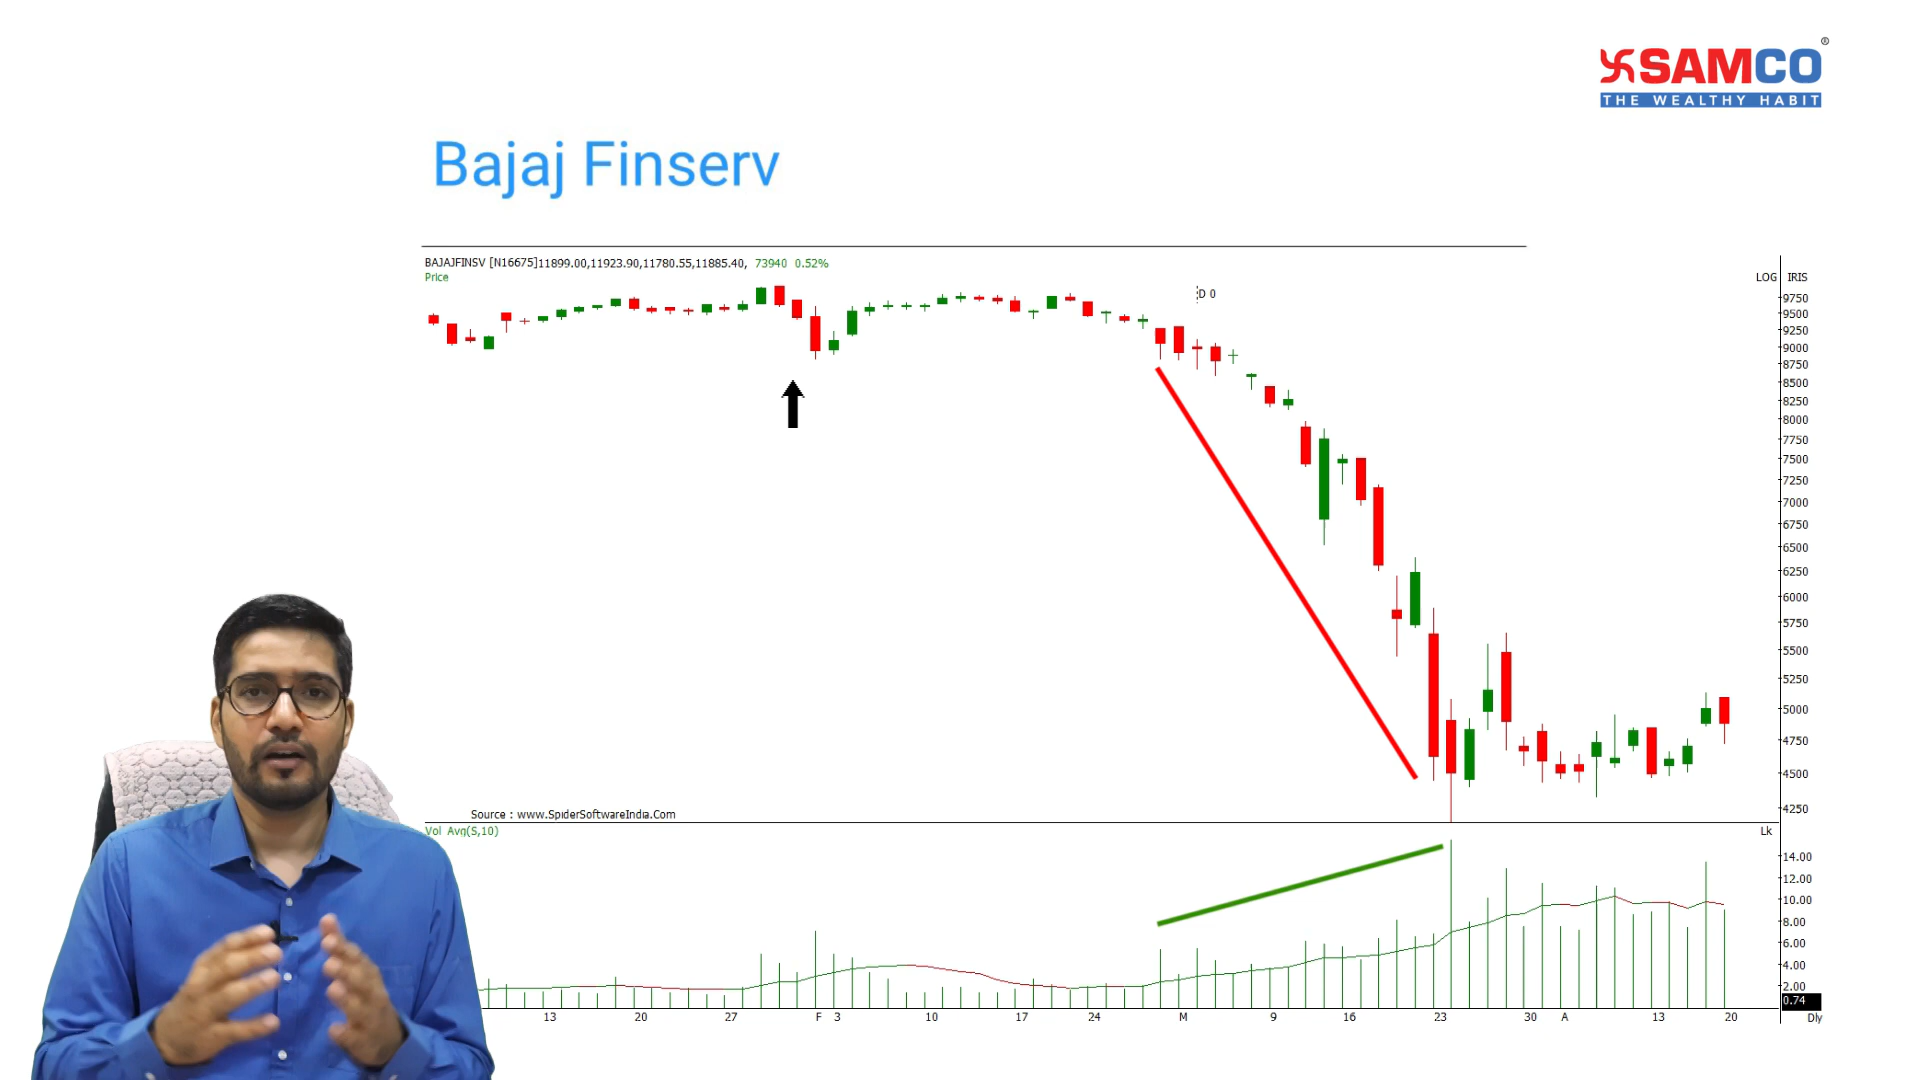 SAMCO®
THE WEALTHY HABIT
Bajaj Finserv
BAJAJFINSV [N16675]11899.00,11923.90,11780.55,11885.40, 73940 0.52%
Price
LOG IRIS
D 0
9750
9500
9250
9000
8750
8500
8250
8000
7750
7500
7250
7000
6750
6500
6250
6000
5750
5500
5250
5000
4750
4500
4250
Source : www.SpiderSoftwareIndia.Com
Vol Avg(S,10)
Lk
14.00
12.00
10.00
8.00
6.00
4.00
2.00
0.74
13 20 27 F 3 10 17 24 M 9 16 23 30 A 13 20 Dly